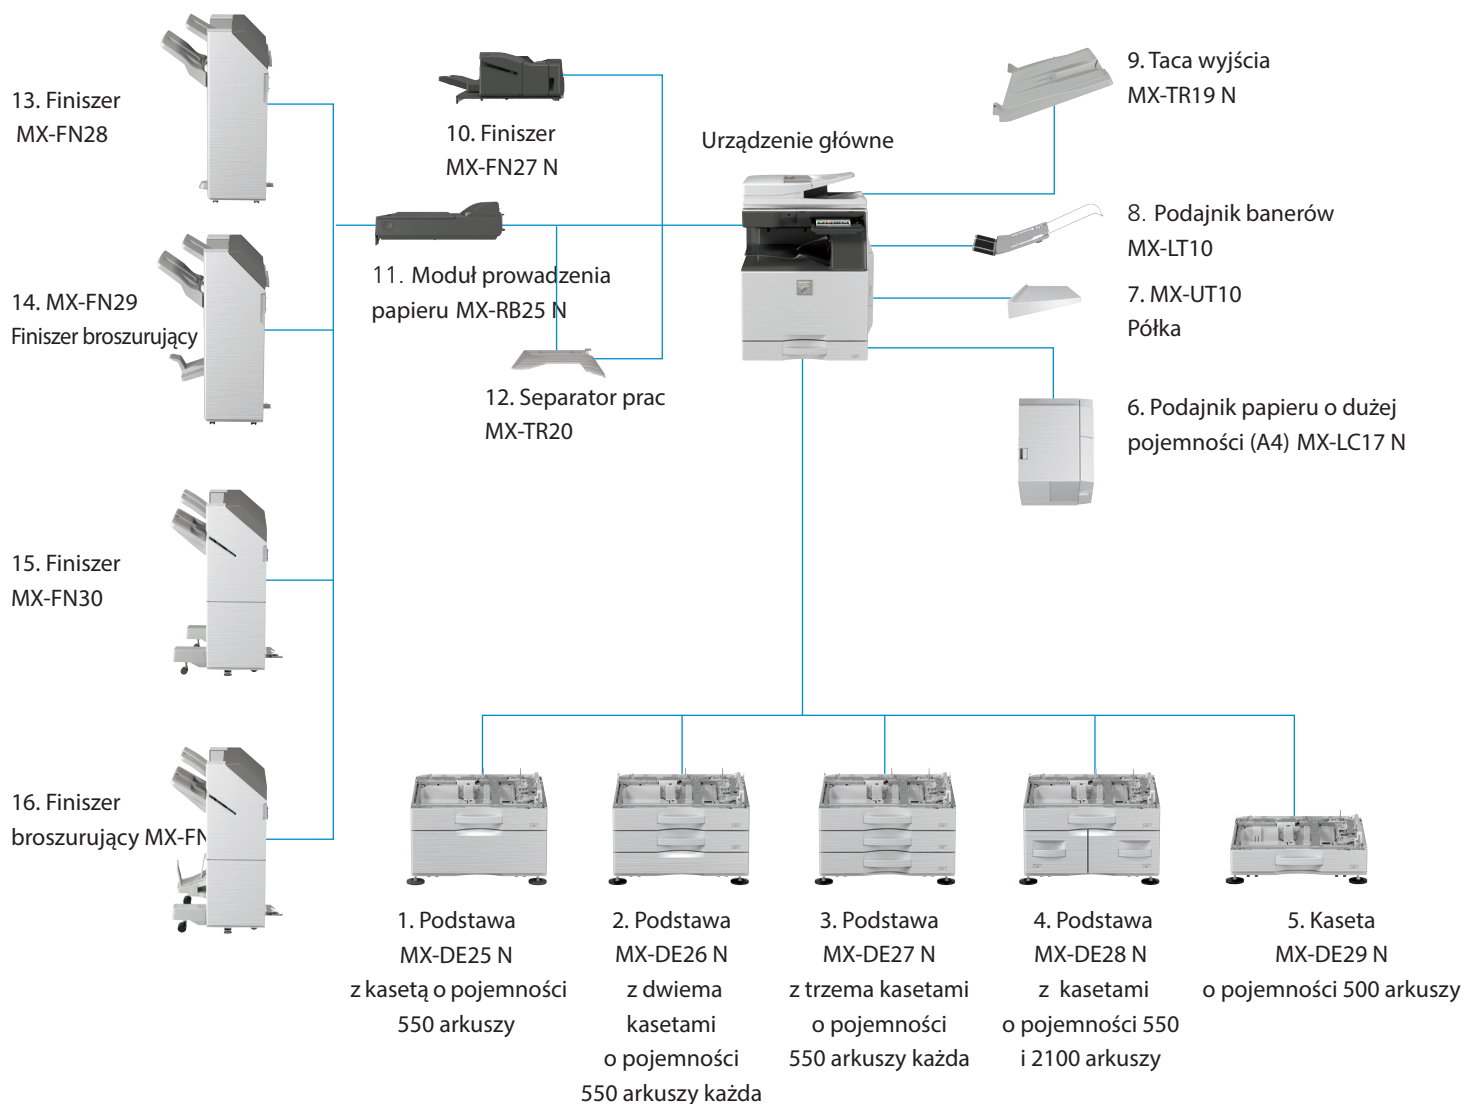 13. Finiszer
MX-FN28
10. Finiszer
MX-FN27 N
Urządzenie główne
9. Taca wyjścia
MX-TR19 N
8. Podajnik banerów
MX-LT10
11. Moduł prowadzenia
papieru MX-RB25 N
7. MX-UT10
Półka
14. MX-FN29
Finiszer broszurujący
12. Separator prac
MX-TR20
6. Podajnik papieru o dużej
pojemności (A4) MX-LC17 N
15. Finiszer
MX-FN30
16. Finiszer
broszurujący MX-FN
1. Podstawa
MX-DE25 N
z kasetą o pojemności
550 arkuszy
2. Podstawa
MX-DE26 N
z dwiema
kasetami
o pojemności
550 arkuszy każda
3. Podstawa
MX-DE27 N
z trzema kasetami
o pojemności
550 arkuszy każda
4. Podstawa
MX-DE28 N
z kasetami
o pojemności 550
i 2100 arkuszy
5. Kaseta
MX-DE29 N
o pojemności 500 arkuszy